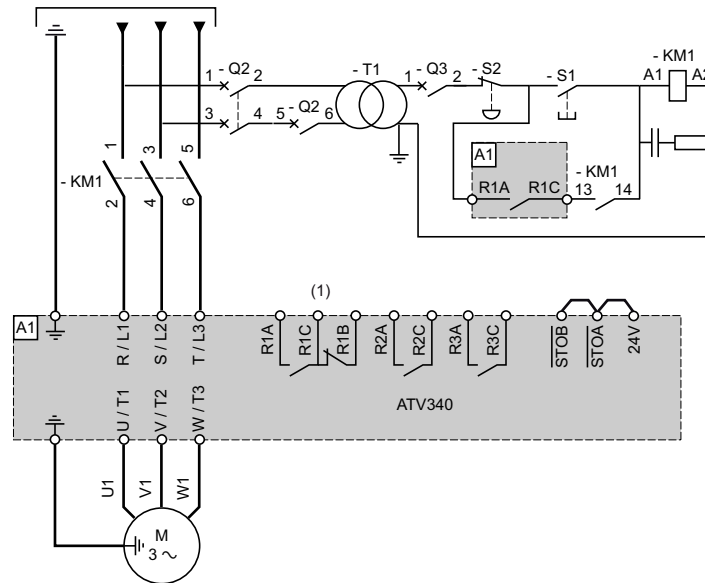 1 - Q2 2
- T1
1 - Q3 2
- S2
- S1
- KM1
A1 A2
3 4 5 - Q2 6
1 3 5
- KM1
2 4 6
A1
R1A R1C
- KM1
13 14
(1)
A1
R / L1
S / L2
T / L3
R1A
R1C
R1B
R2A
R2C
R3A
R3C
STOB
STOA
24V
ATV340
U / T1
V / T2
W / T3
U1
V1
W1
M
3 ~